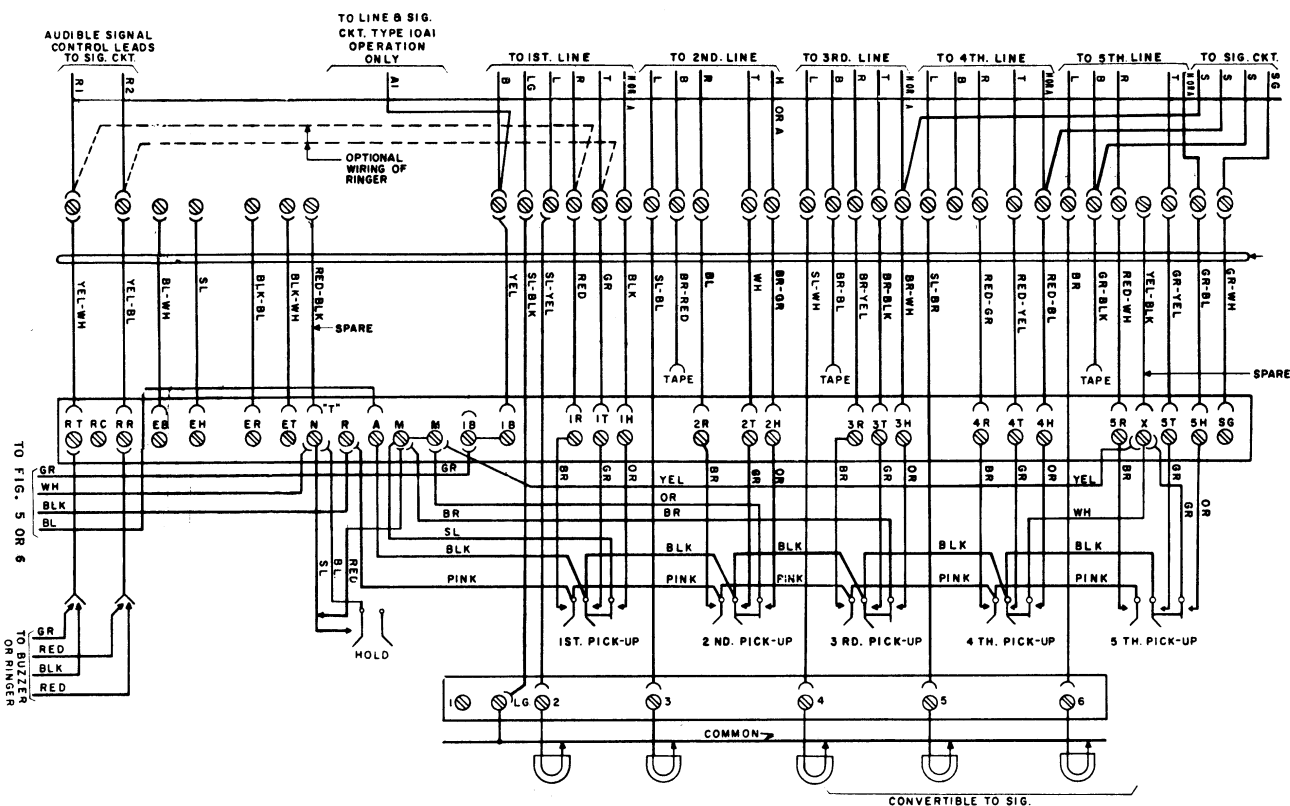 AUDIBLE SIGNAL
CONTROL LEADS
TO SIG. CKT.
TO LINE & SIG.
CKT. TYPE IOAI
OPERATION
ONLY
TO IST. LINE
TO 2ND. LINE
TO 3RD. LINE
TO 4TH. LINE
TO 5TH. LINE
TO SIG. CKT.
R1 R2 A1 B LG L R T H OR A L B R T H OR A L B R T H OR A L B R T H OR A L B R T H OR A S S S SG
OPTIONAL
WIRING OF
RINGER
YEL-WH YEL-BL BL-WH SL BLK-BL BLK-WH RED-BLK YEL SL-BLK SL-YEL RED GR BLK SL-BL BR-RED BL WH BR-GR SL-WH BR-BL BR-YEL BR-BLK BR-WH SL-BR RED-GR RED-YEL RED-BL BR GR-BLK RED-WH YEL-BLK GR-YEL GR-BL GR-WH
SPARE
TAPE TAPE TAPE
SPARE
"T"
RT RC RR EB EH ER ET N R A M M IB IB IR IT IH 2R 2T 2H 3R 3T 3H 4R 4T 4H 5R X 5T 5H SG
TO FIG. 5 OR 6
GR
WH
BLK
BL
GR
BR GR OR BR GR OR BR GR OR BR GR OR BR GR GR OR
YEL YEL
OR
BR BR
WH
SL
BLK BLK BLK BLK BLK
PINK PINK PINK PINK PINK
SL BL RED
HOLD
IST. PICK-UP
2 ND. PICK-UP
3 RD. PICK-UP
4 TH. PICK-UP
5 TH. PICK-UP
TO BUZZER
OR RINGER
GR
RED
BLK
RED
I LG 2 3 4 5 6
COMMON
CONVERTIBLE TO SIG.